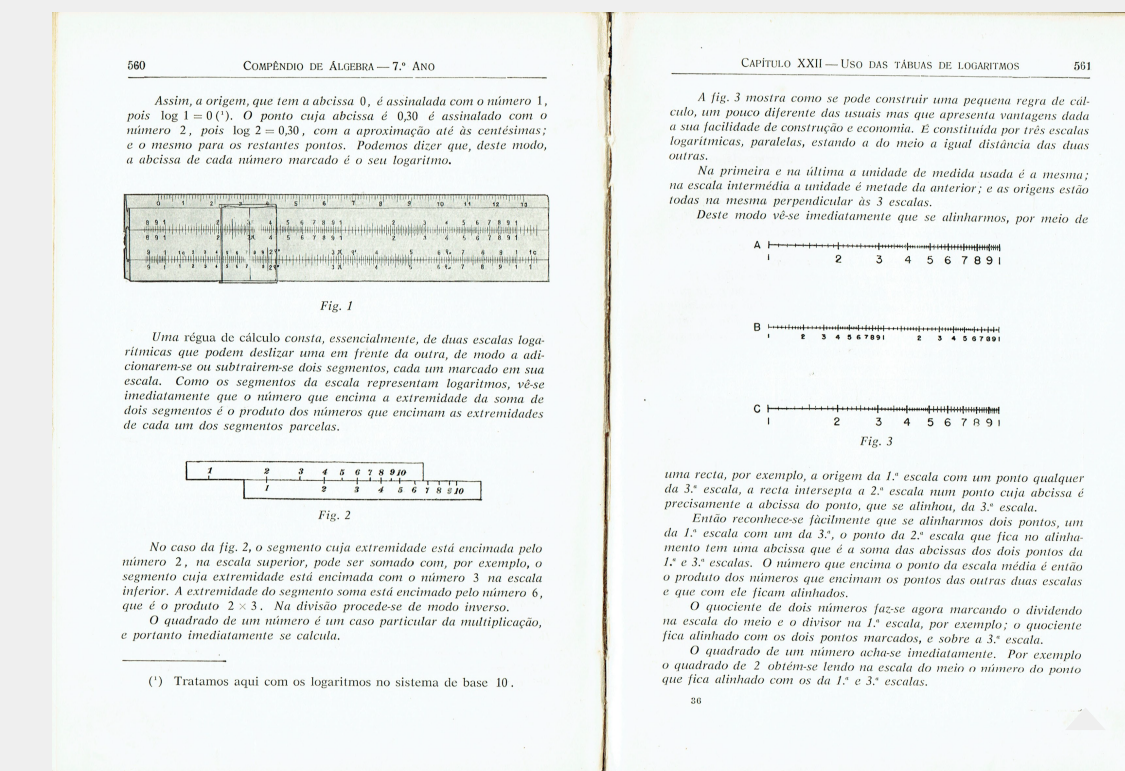 560 COMPÊNDIO DE ÁLGEBRA — 7.º ANO
Assim, a origem, que tem a abcissa 0, é assinalada com o número 1,
pois log 1 = 0 (¹). O ponto cuja abcissa é 0,30 é assinalado com o
número 2, pois log 2 = 0,30, com a aproximação até às centésimas;
e o mesmo para os restantes pontos. Podemos dizer que, deste modo,
a abcissa de cada número marcado é o seu logaritmo.
Fig. 1
Uma régua de cálculo consta, essencialmente, de duas escalas loga-
rítmicas que podem deslizar uma em frente da outra, de modo a adi-
cionarem-se ou subtrairem-se dois segmentos, cada um marcado em sua
escala. Como os segmentos da escala representam logaritmos, vê-se
imediatamente que o número que encima a extremidade da soma de
dois segmentos é o produto dos números que encimam as extremidades
de cada um dos segmentos parcelas.
1 2 3 4 5 6 7 8 9 10
1 2 3 4 5 6 7 8 9 10
Fig. 2
No caso da fig. 2, o segmento cuja extremidade está encimada pelo
número 2, na escala superior, pode ser somado com, por exemplo, o
segmento cuja extremidade está encimada com o número 3 na escala
inferior. A extremidade do segmento soma está encimado pelo número 6,
que é o produto 2 × 3. Na divisão procede-se de modo inverso.
O quadrado de um número é um caso particular da multiplicação,
e portanto imediatamente se calcula.
(¹) Tratamos aqui com os logaritmos no sistema de base 10.
CAPÍTULO XXII — USO DAS TÁBUAS DE LOGARITMOS 561
A fig. 3 mostra como se pode construir uma pequena regra de cál-
culo, um pouco diferente das usuais mas que apresenta vantagens dada
a sua facilidade de construção e economia. É constituída por três escalas
logarítmicas, paralelas, estando a do meio a igual distância das duas
outras.
Na primeira e na última a unidade de medida usada é a mesma;
na escala intermédia a unidade é metade da anterior; e as origens estão
todas na mesma perpendicular às 3 escalas.
Deste modo vê-se imediatamente que se alinharmos, por meio de
A
1 2 3 4 5 6 7 8 9 1
B
1 2 3 4 5 6 7 8 9 1 2 3 4 5 6 7 8 9 1
C
1 2 3 4 5 6 7 8 9 1
Fig. 3
uma recta, por exemplo, a origem da 1.ª escala com um ponto qualquer
da 3.ª escala, a recta intersepta a 2.ª escala num ponto cuja abcissa é
precisamente a abcissa do ponto, que se alinhou, da 3.ª escala.
Então reconhece-se fàcilmente que se alinharmos dois pontos, um
da 1.ª escala com um da 3.ª, o ponto da 2.ª escala que fica no alinha-
mento tem uma abcissa que é a soma das abcissas dos dois pontos da
1.ª e 3.ª escalas. O número que encima o ponto da escala média é então
o produto dos números que encimam os pontos das outras duas escalas
e que com ele ficam alinhados.
O quociente de dois números faz-se agora marcando o dividendo
na escala do meio e o divisor na 1.ª escala, por exemplo; o quociente
fica alinhado com os dois pontos marcados, e sobre a 3.ª escala.
O quadrado de um número acha-se imediatamente. Por exemplo
o quadrado de 2 obtém-se lendo na escala do meio o número do ponto
que fica alinhado com os da 1.ª e 3.ª escalas.
36